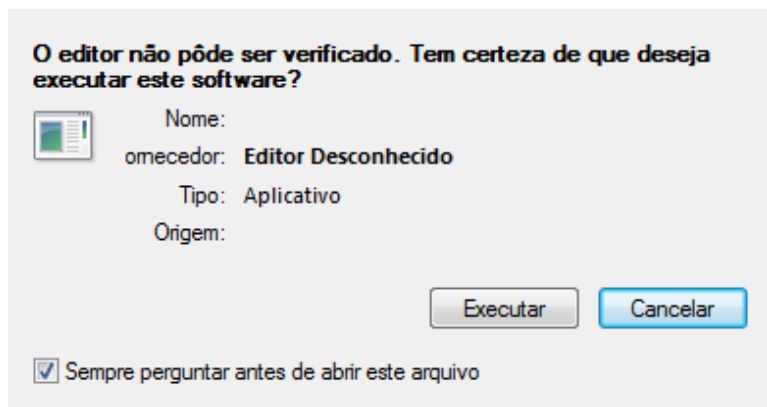 O editor não pôde ser verificado. Tem certeza de que deseja
executar este software?
Nome:
omecedor: Editor Desconhecido
Tipo: Aplicativo
Origem:
Executar Cancelar
Sempre perguntar antes de abrir este arquivo